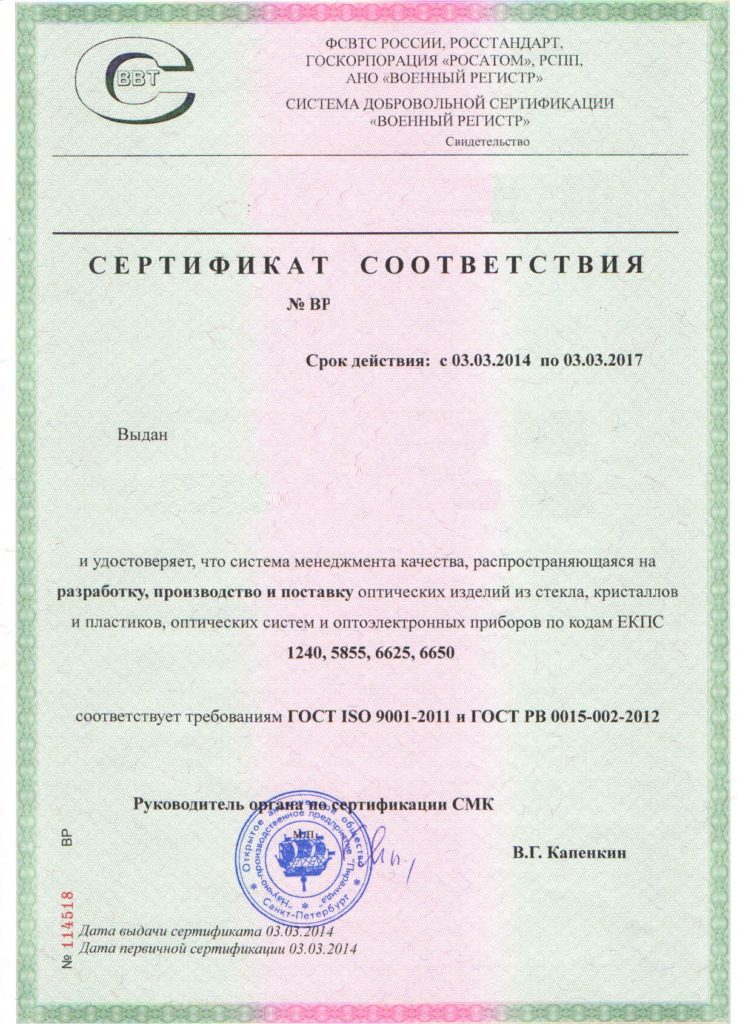 ВВТ
ФСВТС РОССИИ, РОССТАНДАРТ,
ГОСКОРПОРАЦИЯ «РОСАТОМ», РСПП,
АНО «ВОЕННЫЙ РЕГИСТР»
СИСТЕМА ДОБРОВОЛЬНОЙ СЕРТИФИКАЦИИ
«ВОЕННЫЙ РЕГИСТР»
Свидетельство
СЕРТИФИКАТ СООТВЕТСТВИЯ
№ ВР
Срок действия: с 03.03.2014 по 03.03.2017
Выдан
и удостоверяет, что система менеджмента качества, распространяющаяся на
разработку, производство и поставку оптических изделий из стекла, кристаллов
и пластиков, оптических систем и оптоэлектронных приборов по кодам ЕКПС
1240, 5855, 6625, 6650
соответствует требованиям ГОСТ ISO 9001-2011 и ГОСТ РВ 0015-002-2012
Руководитель органа по сертификации СМК
М.П.
В.Г. Капенкин
Открытое акционерное общество
"Научно-производственное предприятие "Пирамида"
* Санкт-Петербург *
Дата выдачи сертификата 03.03.2014
Дата первичной сертификации 03.03.2014
№ 114518 ВР